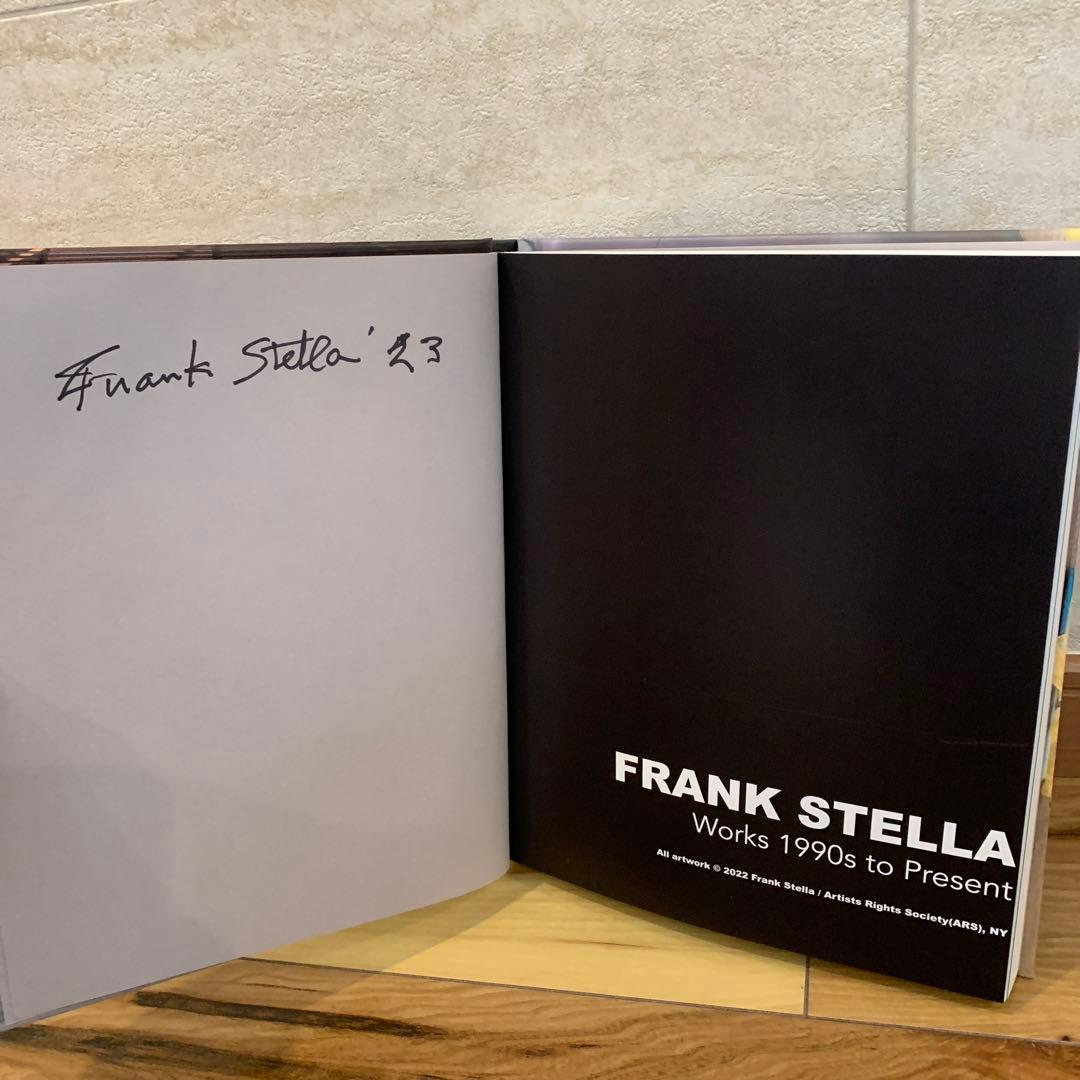 Frank Stella '23
FRANK STELLA
Works 1990s to Present
All artwork © 2022 Frank Stella / Artists Rights Society(ARS), NY